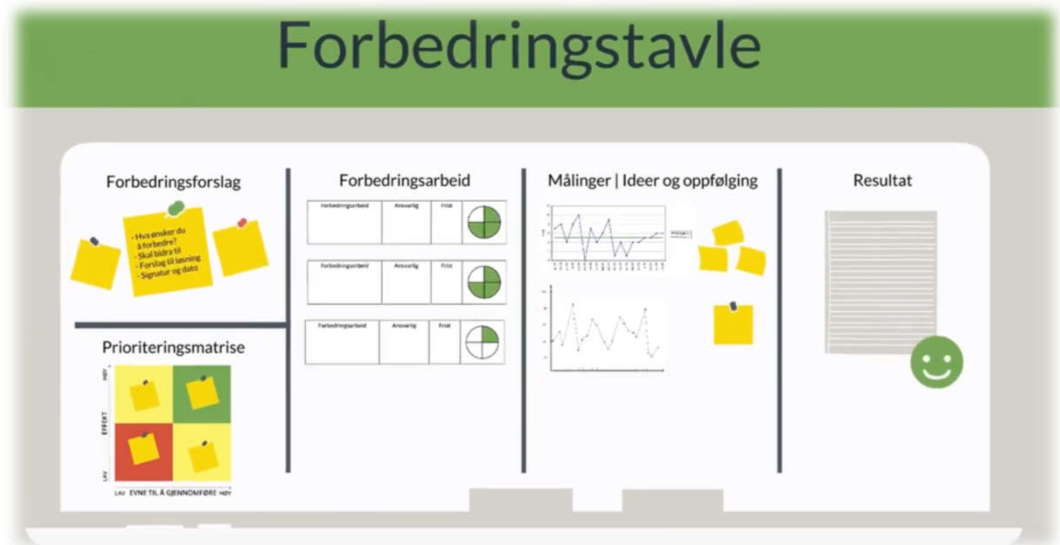 Forbedringstavle
Forbedringsforslag
- Hva ønsker du
å forbedre?
- Skal bidra til
- Forslag til løsning
- Signatur og dato
Prioriteringsmatrise
HØY
EFFEKT
LAV
LAV EVNE TIL Å GJENNOMFØRE HØY
Forbedringsarbeid
Forbedringsarbeid Ansvarlig Frist
Forbedringsarbeid Ansvarlig Frist
Forbedringsarbeid Ansvarlig Frist
Målinger | Ideer og oppfølging
Resultat